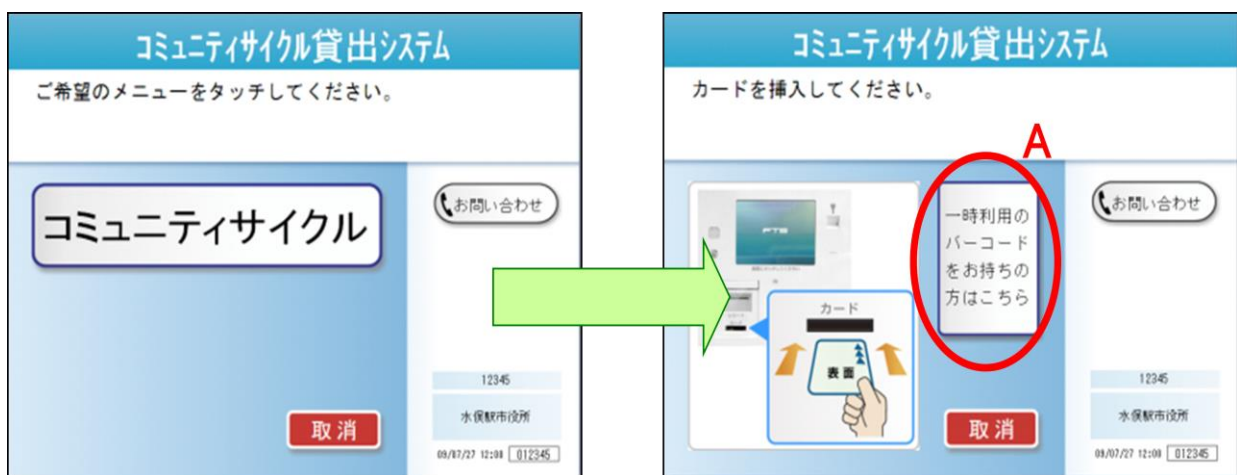 コミュニティサイクル貸出システム
ご希望のメニューをタッチしてください。
コミュニティサイクル
お問い合わせ
12345
水俣駅市役所
取消
09/07/27 12:00 012345
コミュニティサイクル貸出システム
カードを挿入してください。
A
一時利用の
バーコード
をお持ちの
方はこちら
お問い合わせ
カード
表面
12345
水俣駅市役所
取消
09/07/27 12:00 012345